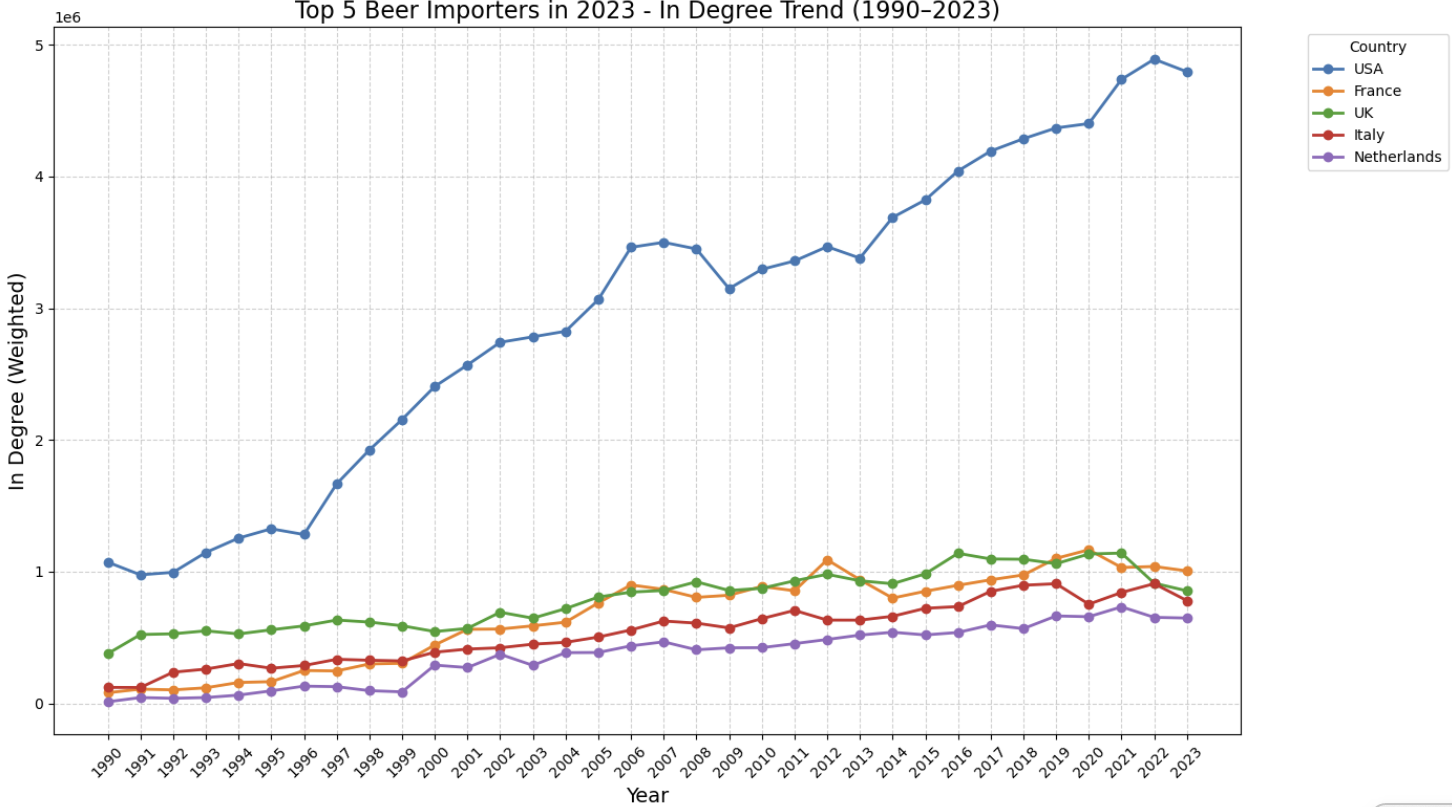 Top 5 Beer Importers in 2023 - In Degree Trend (1990–2023)
1e6
5
4
3
2
1
0
In Degree (Weighted)
1990 1991 1992 1993 1994 1995 1996 1997 1998 1999 2000 2001 2002 2003 2004 2005 2006 2007 2008 2009 2010 2011 2012 2013 2014 2015 2016 2017 2018 2019 2020 2021 2022 2023
Year
Country
USA
France
UK
Italy
Netherlands